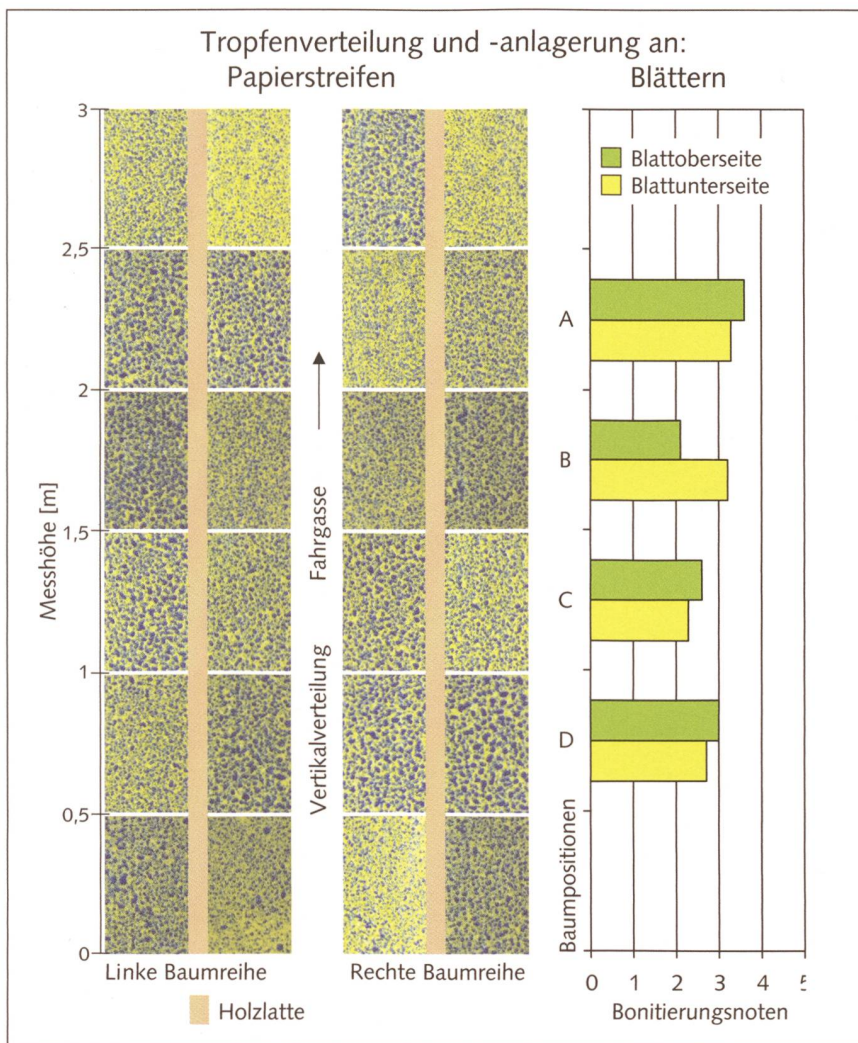 Tropfenverteilung und -anlagerung an:
Papierstreifen
Blättern
3
2,5
2
1,5
1
0,5
0
Messhöhe [m]
Vertikalverteilung Fahrgasse
Linke Baumreihe
Rechte Baumreihe
Holzlatte
Blattoberseite
Blattunterseite
A
B
C
D
Baumpositionen
0 1 2 3 4 5
Bonitierungsnoten